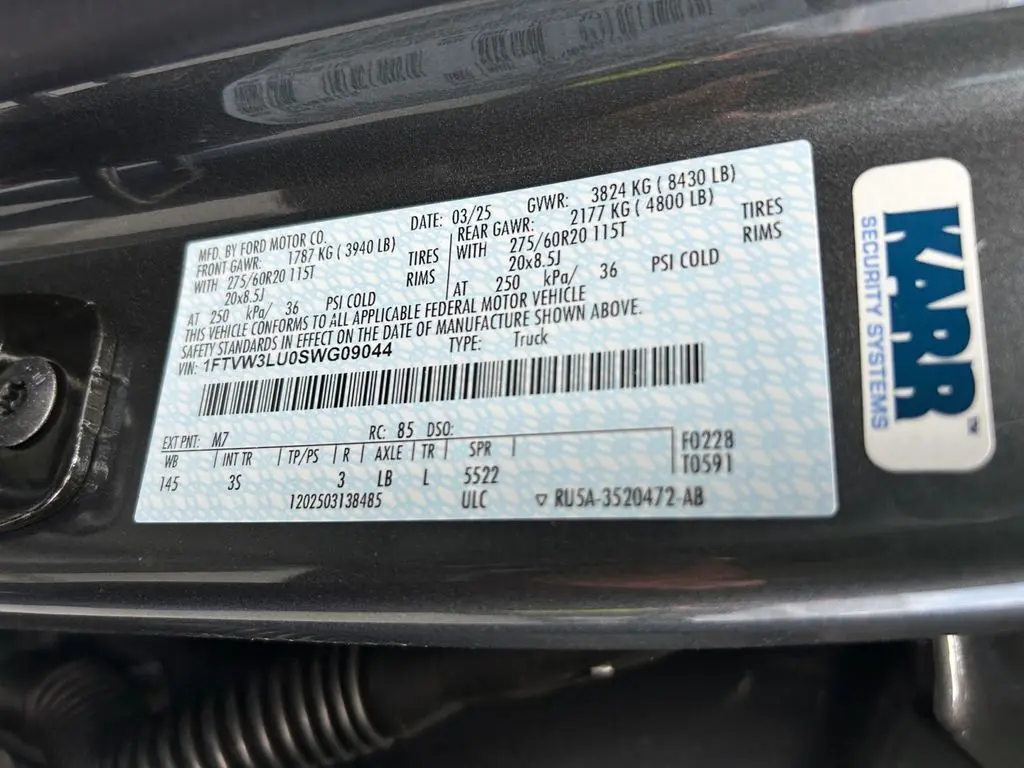 MFD. BY FORD MOTOR CO.
DATE: 03/25 GVWR: 3824 KG ( 8430 LB)
FRONT GAWR: 1787 KG ( 3940 LB) REAR GAWR: 2177 KG ( 4800 LB)
WITH 275/60R20 115T TIRES WITH 275/60R20 115T TIRES
20x8.5J RIMS 20x8.5J RIMS
AT 250 kPa/ 36 PSI COLD AT 250 kPa/ 36 PSI COLD
THIS VEHICLE CONFORMS TO ALL APPLICABLE FEDERAL MOTOR VEHICLE
SAFETY STANDARDS IN EFFECT ON THE DATE OF MANUFACTURE SHOWN ABOVE.
VIN: 1FTVW3LU0SWG09044 TYPE: Truck
EXT PNT: M7 RC: 85 DSO:
WB INT TR TP/PS R AXLE TR SPR F0228
145 3S 3 LB L 5522 T0591
1202503138485 ULC ▽ RU5A-3520472-AB
KARR™
SECURITY SYSTEMS